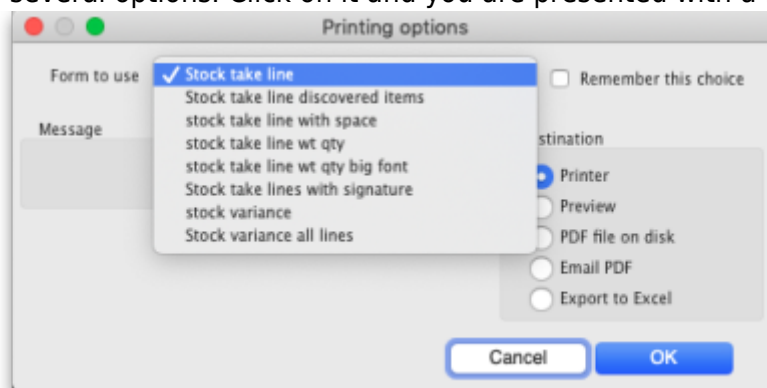 several options. Click on it and you are presented with a
Printing options
Form to use
✓ Stock take line
Stock take line discovered items
stock take line with space
stock take line wt qty
stock take line wt qty big font
Stock take lines with signature
stock variance
Stock variance all lines
Remember this choice
Message
stination
Printer
Preview
PDF file on disk
Email PDF
Export to Excel
Cancel
OK